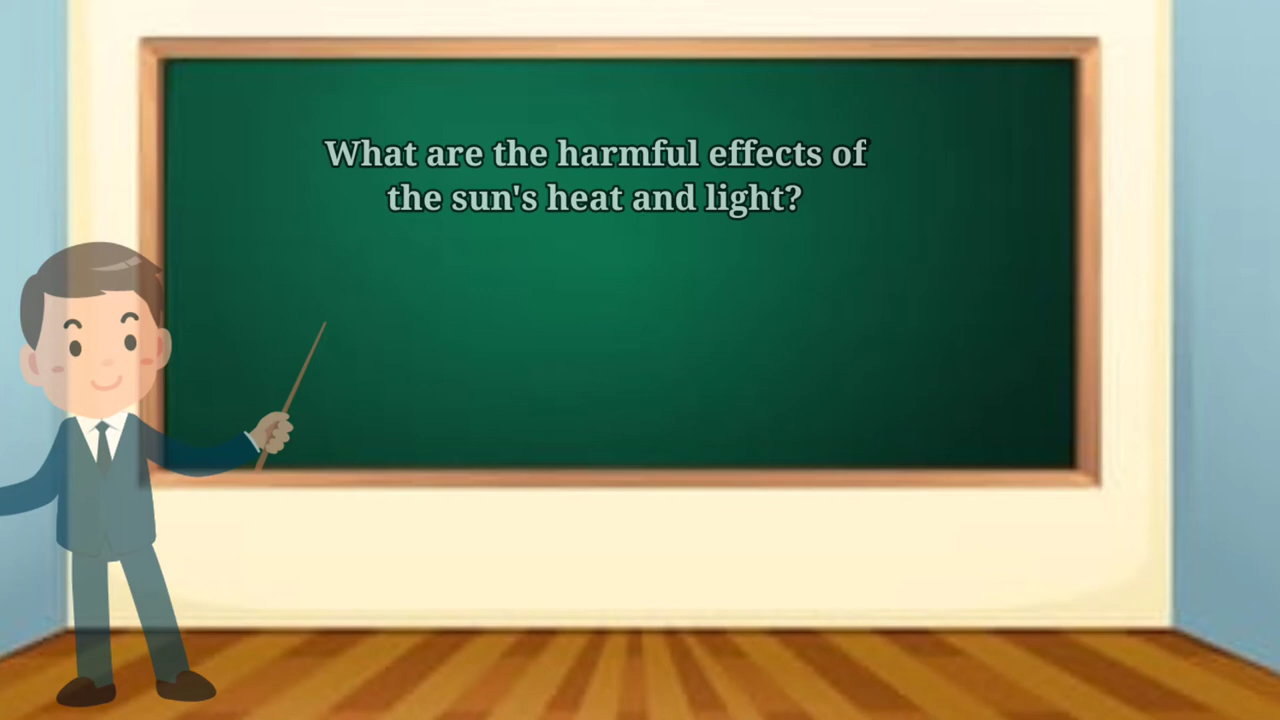 What are the harmful effects of
the sun's heat and light?